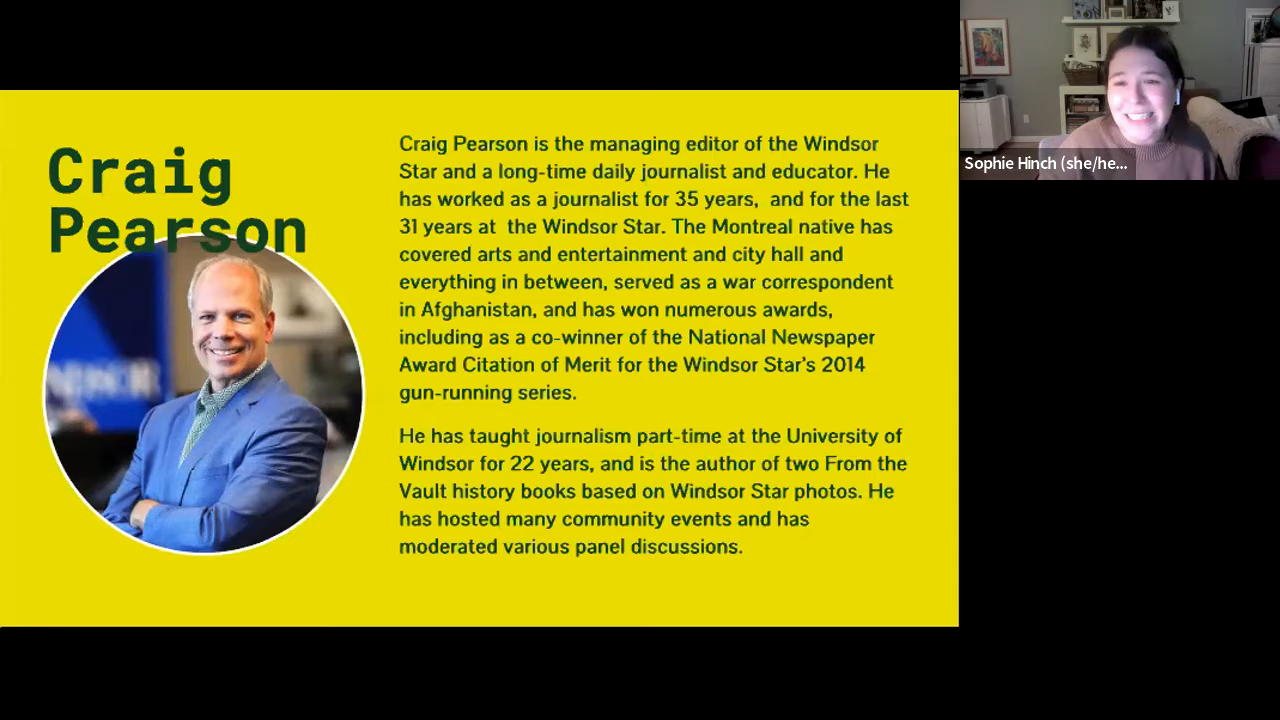 Craig
Pearson
Craig Pearson is the managing editor of the Windsor
Star and a long-time daily journalist and educator. He
has worked as a journalist for 35 years, and for the last
31 years at the Windsor Star. The Montreal native has
covered arts and entertainment and city hall and
everything in between, served as a war correspondent
in Afghanistan, and has won numerous awards,
including as a co-winner of the National Newspaper
Award Citation of Merit for the Windsor Star’s 2014
gun-running series.
He has taught journalism part-time at the University of
Windsor for 22 years, and is the author of two From the
Vault history books based on Windsor Star photos. He
has hosted many community events and has
moderated various panel discussions.
Sophie Hinch (she/he...